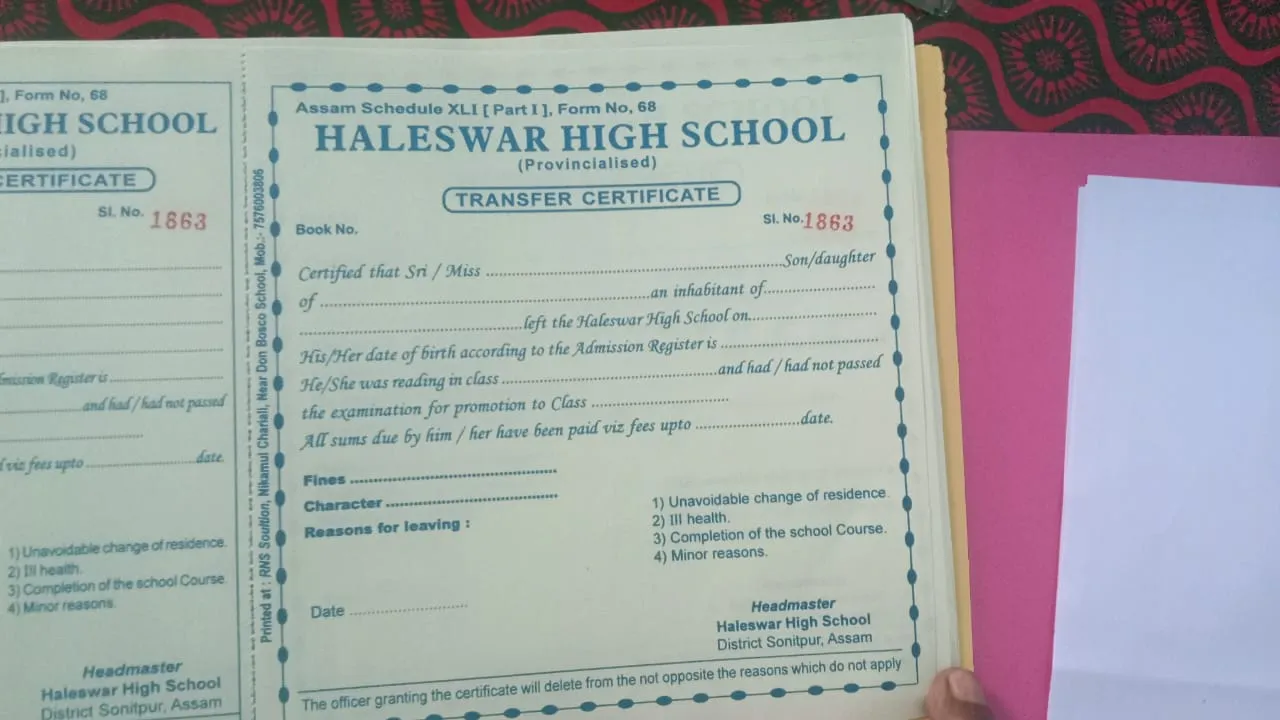 ], Form No, 68
IGH SCHOOL
cialised)
CERTIFICATE
SI. No. 1863
mission Register is
and had / had not passed
viz fees upto ..................date.
1) Unavoidable change of residence.
2) Ill health.
3) Completion of the school Course.
4) Minor reasons.
Headmaster
Haleswar High School
District Sonitpur, Assam
Printed at : RNS Soultion, Nikamul Chariali, Near Don Bosco School, Mob.:- 7576003806
Assam Schedule XLI [ Part I ], Form No, 68
HALESWAR HIGH SCHOOL
(Provincialised)
TRANSFER CERTIFICATE
Book No.
SI. No.1863
Certified that Sri / Miss ..................Son/daughter
of ..................an inhabitant of..................
..................left the Haleswar High School on..................
His/Her date of birth according to the Admission Register is ..................
He/She was reading in class ..................and had / had not passed
the examination for promotion to Class ..................
All sums due by him / her have been paid viz fees upto ..................date.
Fines ..................
Character ..................
Reasons for leaving :
1) Unavoidable change of residence.
2) Ill health.
3) Completion of the school Course.
4) Minor reasons.
Date ..................
Headmaster
Haleswar High School
District Sonitpur, Assam
The officer granting the certificate will delete from the not opposite the reasons which do not apply